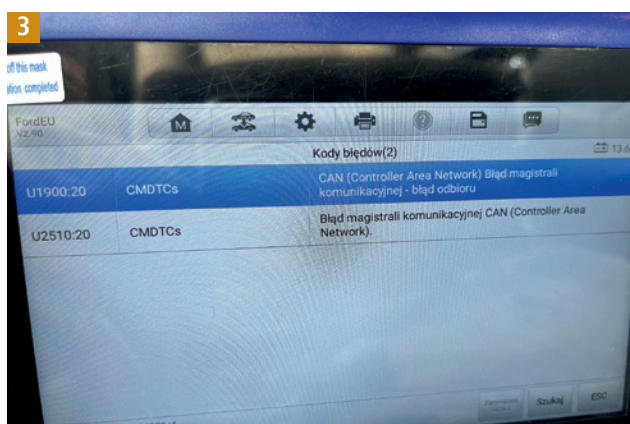 3
off this mask
ation completed
FordEU
V2.90
M
Kody błędów(2)
13.6
U1900:20 CMDTCs CAN (Controller Area Network) Błąd magistrali
komunikacyjnej - błąd odbioru
U2510:20 CMDTCs Błąd magistrali komunikacyjnej CAN (Controller Area
Network).
Szukaj
ESC